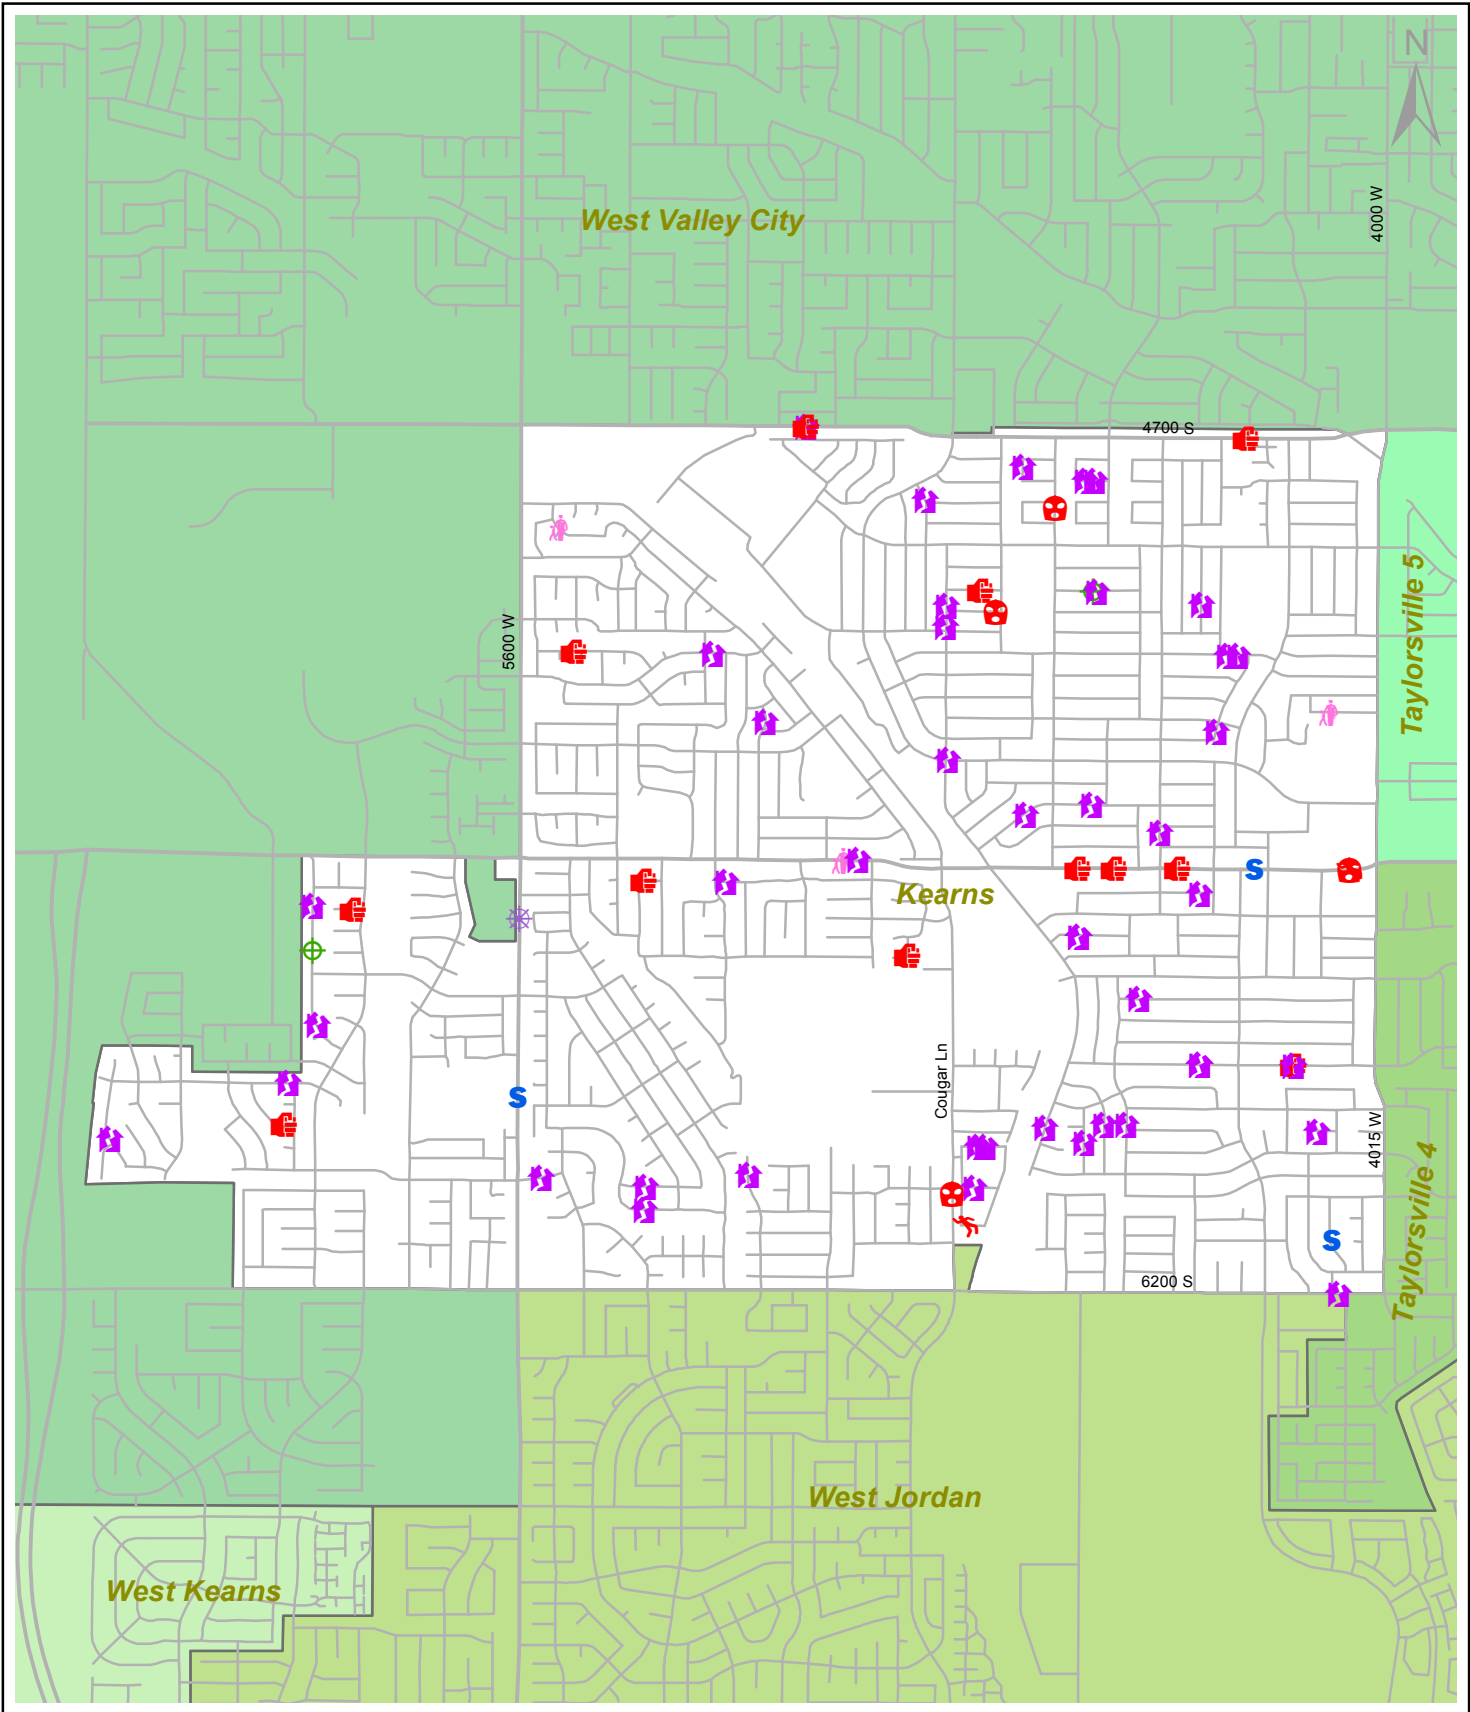 N
West Valley City
4000 W
4700 S
5600 W
Taylorsville 5
S
Kearns
Cougar Ln
S
4015 W
Taylorsville 4
S
6200 S
West Jordan
West Kearns